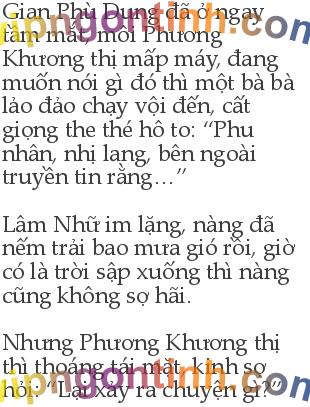 Gian Phù Dung đã ở ngay
tầm mắt, môi Phương
Khương thị mấp máy, đang
muốn nói gì đó thì một bà bà
lảo đảo chạy vội đến, cất
giọng the thé hô to: “Phu
nhân, nhị lang, bên ngoài
truyền tin rằng…”
Lâm Nhữ im lặng, nàng đã
nếm trải bao mưa gió rồi, giờ
có là trời sập xuống thì nàng
cũng không sợ hãi.
Nhưng Phương Khương thị
thì thoáng tái mặt, kinh sợ
hỏi: “Lại xảy ra chuyện gì?”